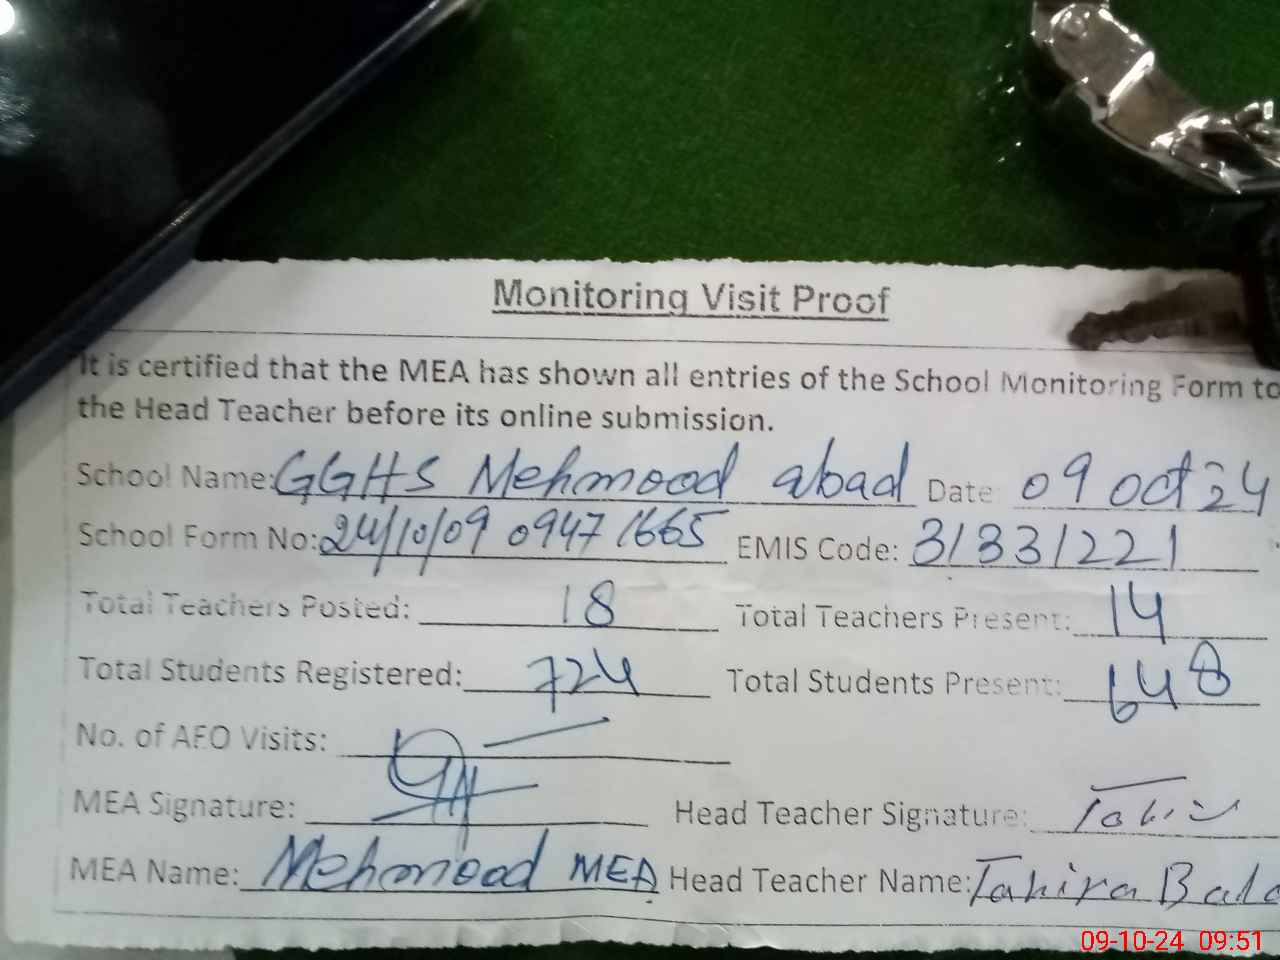 Monitoring Visit Proof
It is certified that the MEA has shown all entries of the School Monitoring Form to
the Head Teacher before its online submission.
School Name: GGHS Mehmood abad Date 09 oct 24
School Form No: 24/10/09 0947 1665 EMIS Code: 31331221
Total Teachers Posted: 18 Total Teachers Present: 14
Total Students Registered: 724 Total Students Present: 648
No. of AEO Visits: —
MEA Signature: Head Teacher Signature:
MEA Name: Mehmood MEA Head Teacher Name: Tahira
09-10-24 09:51